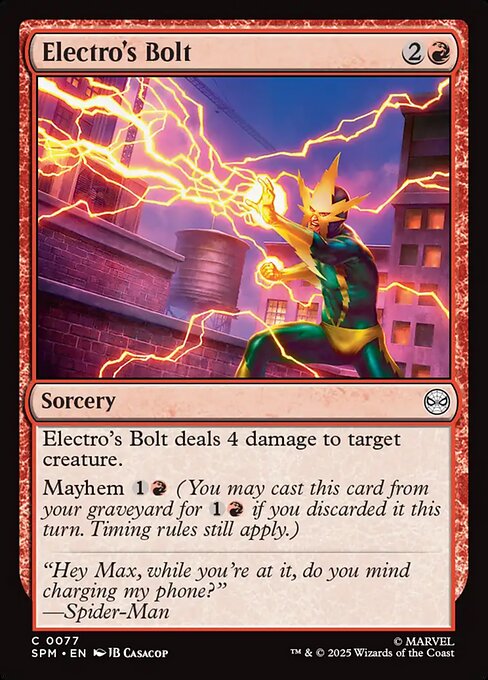 Electro's Bolt 2
Sorcery
Electro's Bolt deals 4 damage to target
creature.
Mayhem 1 (You may cast this card from
your graveyard for 1 if you discarded it this
turn. Timing rules still apply.)
“Hey Max, while you're at it, do you mind
charging my phone?”
—Spider-Man
C 0077
SPM • EN JB Casacop
© MARVEL
™ & © 2025 Wizards of the Coast